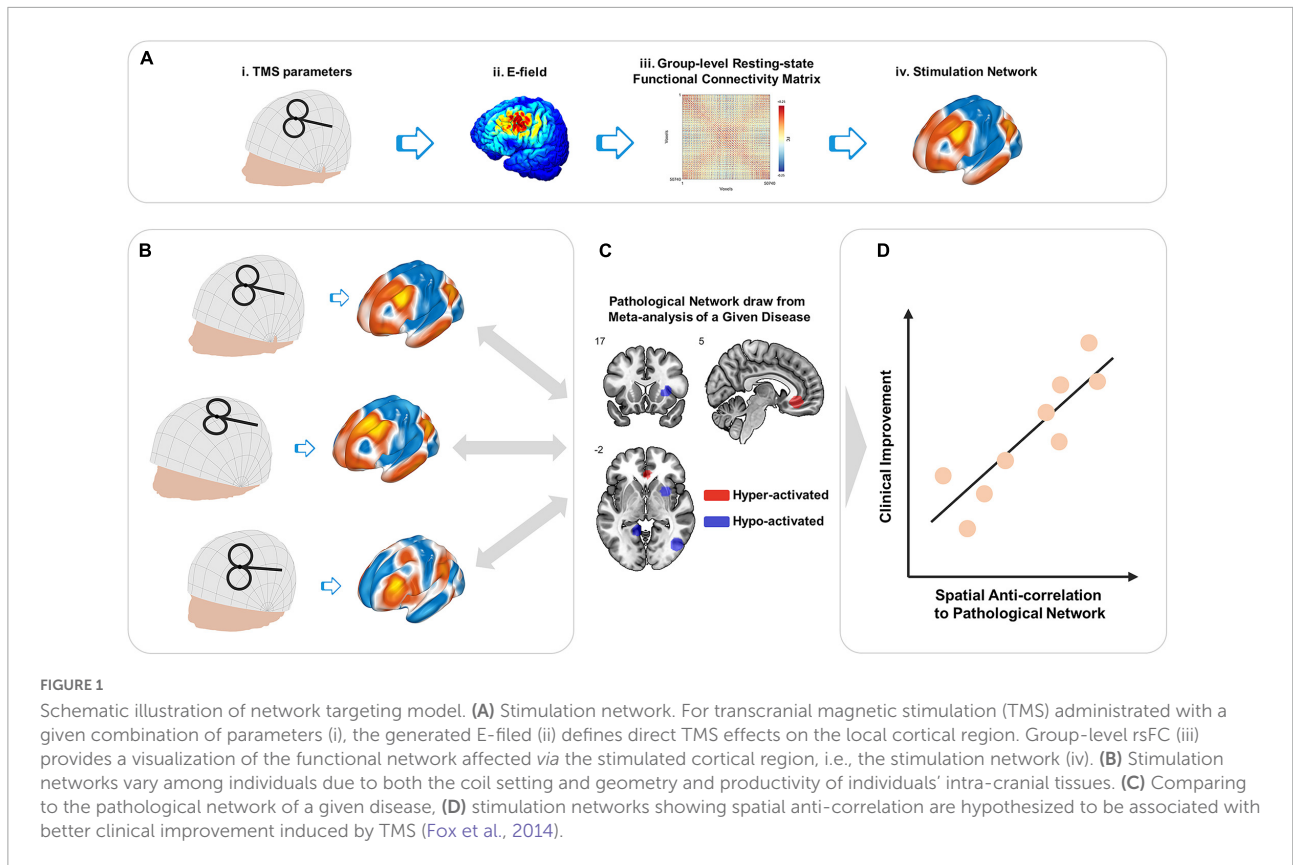 A
i. TMS parameters
ii. E-field
iii. Group-level Resting-state
Functional Connectivity Matrix
iv. Stimulation Network
1
Voxels
50740
1
50740
Voxels
B
C
Pathological Network draw from
Meta-analysis of a Given Disease
17
5
-2
Hyper-activated
Hypo-activated
D
Clinical Improvement
Spatial Anti-correlation
to Pathological Network
FIGURE 1
Schematic illustration of network targeting model. (A) Stimulation network. For transcranial magnetic stimulation (TMS) administrated with a
given combination of parameters (i), the generated E-filed (ii) defines direct TMS effects on the local cortical region. Group-level rsFC (iii)
provides a visualization of the functional network affected via the stimulated cortical region, i.e., the stimulation network (iv). (B) Stimulation
networks vary among individuals due to both the coil setting and geometry and productivity of individuals' intra-cranial tissues. (C) Comparing
to the pathological network of a given disease, (D) stimulation networks showing spatial anti-correlation are hypothesized to be associated with
better clinical improvement induced by TMS (Fox et al., 2014).